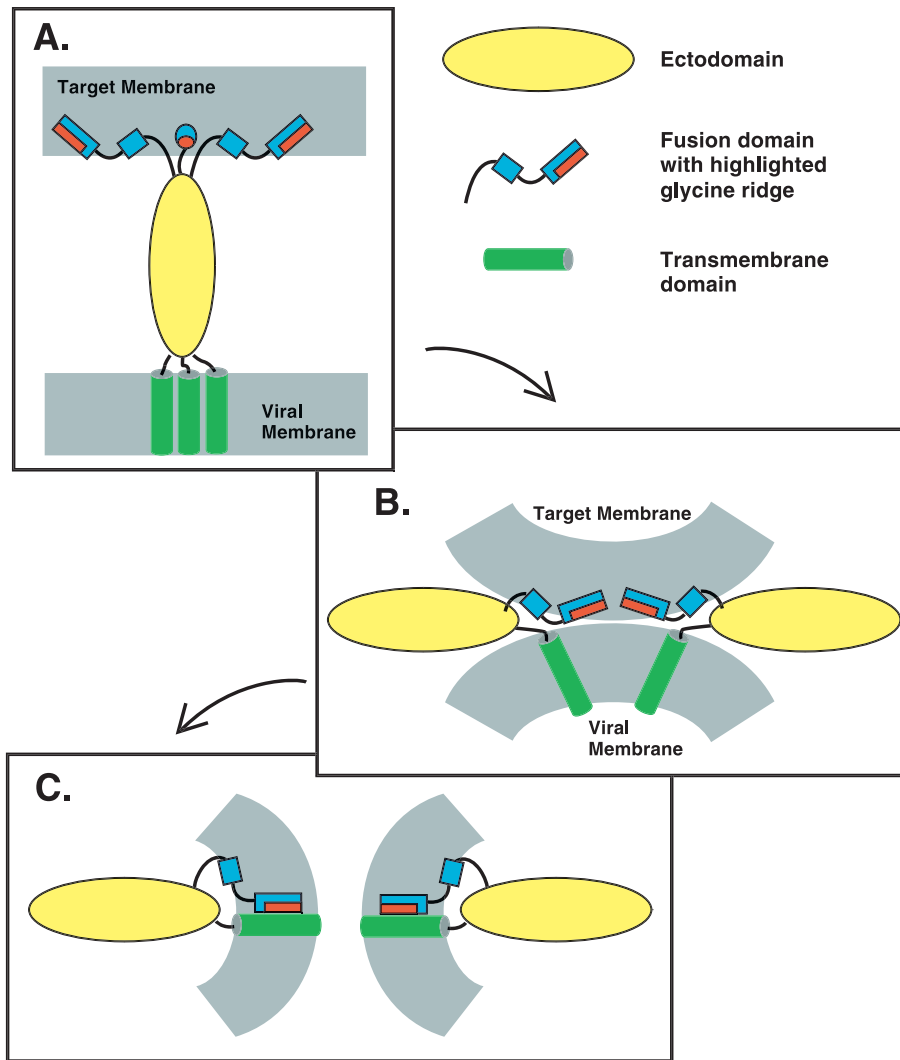 A.
Target Membrane
Viral
Membrane
Ectodomain
Fusion domain
with highlighted
glycine ridge
Transmembrane
domain
B.
Target Membrane
Viral
Membrane
C.